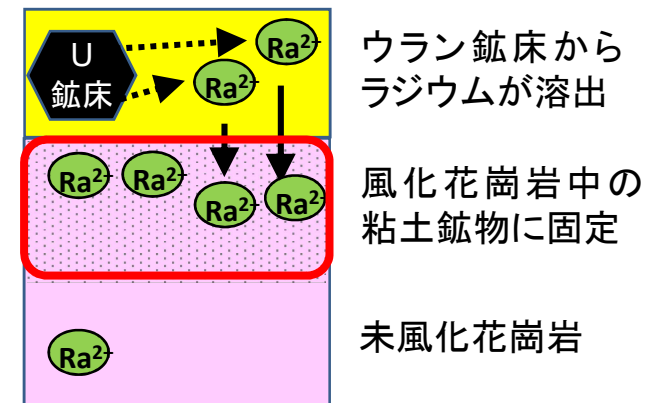 U
鉱床
Ra2+
Ra2+
ウラン鉱床から
ラジウムが溶出
Ra2+
Ra2+
Ra2+
Ra2+
風化花崗岩中の
粘土鉱物に固定
Ra2+
未風化花崗岩